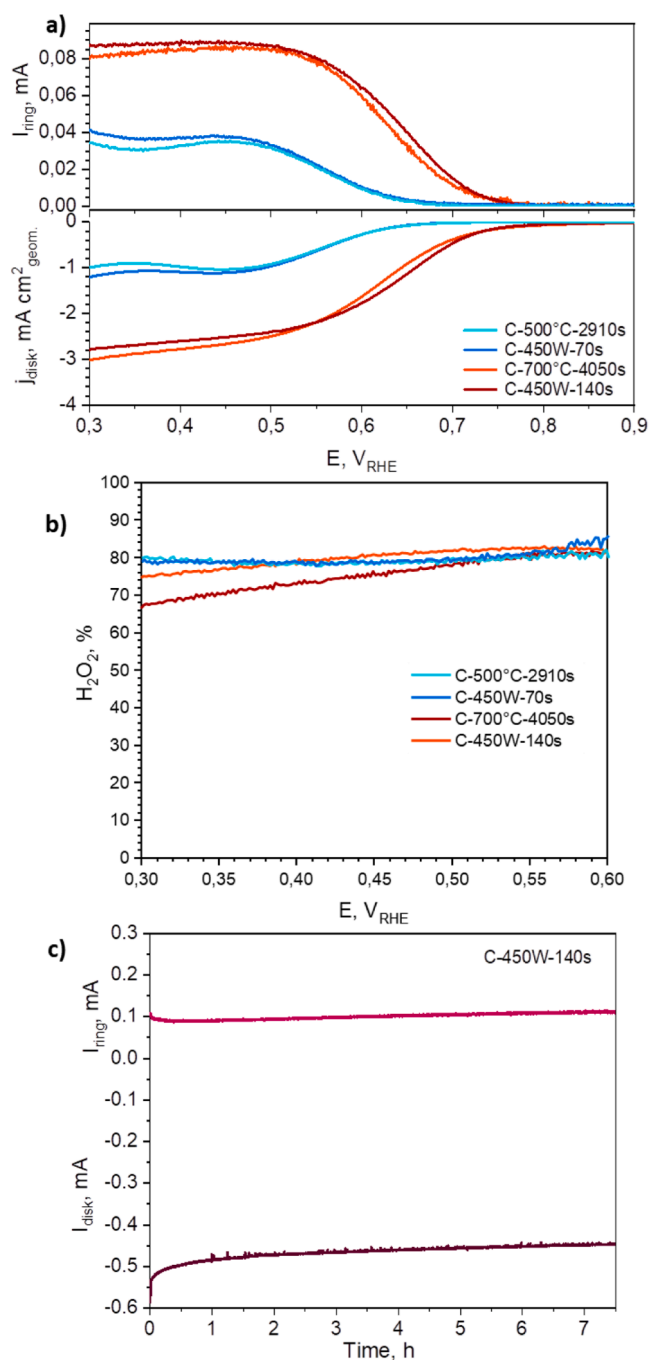 a)
I_ring, mA
0.08
0.06
0.04
0.02
0,00
j_disk, mA cm²_geom.
0
-1
-2
-3
-4
C-500°C-2910s
C-450W-70s
C-700°C-4050s
C-450W-140s
0,3 0,4 0,5 0,6 0,7 0,8 0,9
E, V_RHE
b)
H₂O₂, %
100
90
80
70
60
50
40
30
20
10
0
C-500°C-2910s
C-450W-70s
C-700°C-4050s
C-450W-140s
0,30 0,35 0,40 0,45 0,50 0,55 0,60
E, V_RHE
c)
C-450W-140s
I_ring, mA
I_disk, mA
0.3
0.2
0.1
0.0
-0.1
-0.2
-0.3
-0.4
-0.5
-0.6
0 1 2 3 4 5 6 7
Time, h